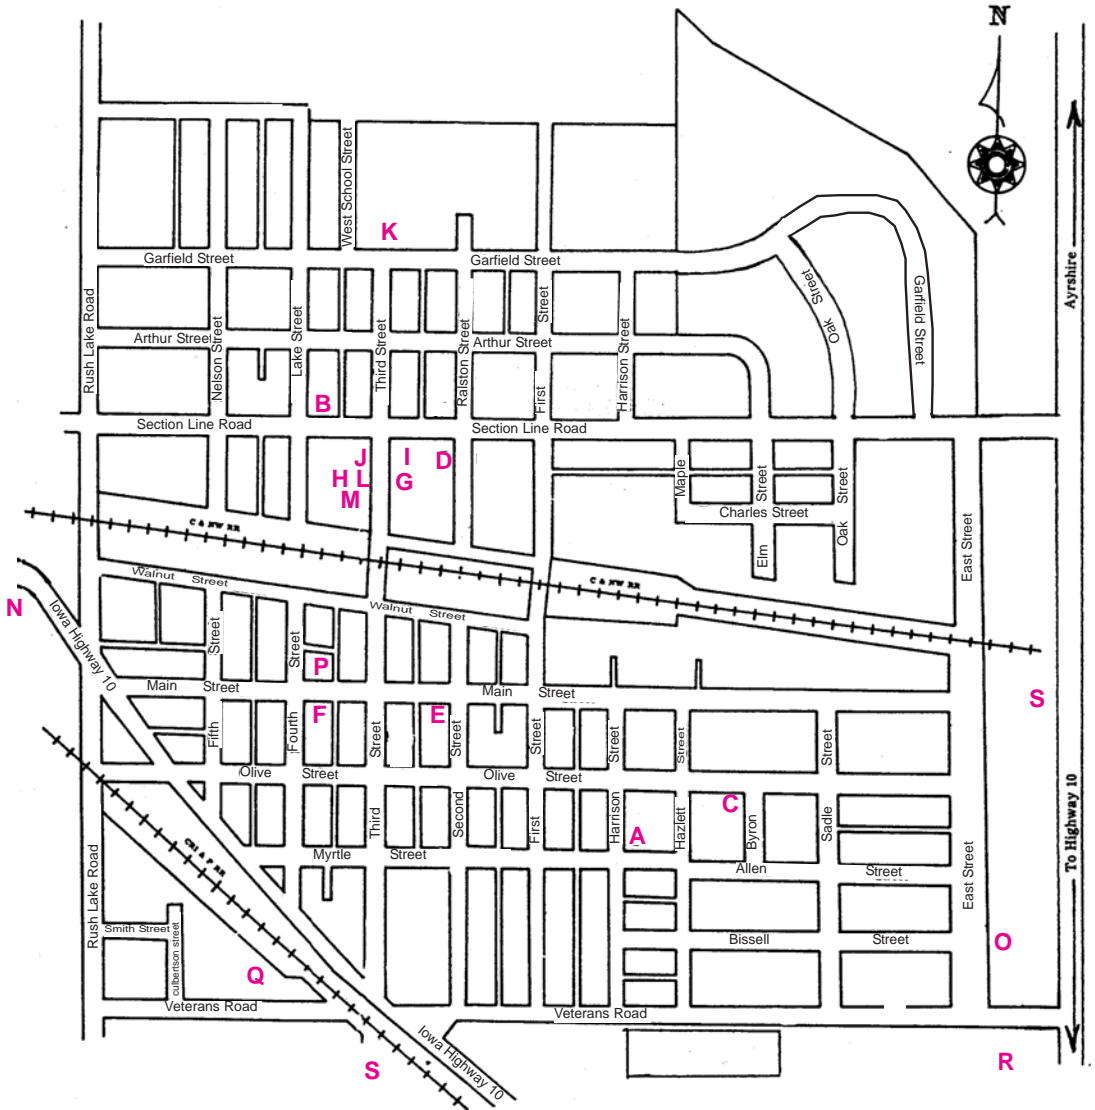 N
Ayrshire
To Highway 10
West School Street
K
Garfield Street
Garfield Street
Garfield Street
Oak Street
Rush Lake Road
Nelson Street
Lake Street
Third Street
Ralston Street
First Street
Harrison Street
Arthur Street
Arthur Street
B
Section Line Road
Section Line Road
J
I
D
H
L
G
M
Maple
Elm Street
Oak Street
Charles Street
East Street
C & NW RR
C & NW RR
Walnut Street
Walnut Street
N
Iowa Highway 10
Fifth Street
Fourth Street
P
Main Street
Main Street
S
F
E
Third Street
Second Street
First Street
Harrison Street
Hazlett Street
Sadle Street
Olive Street
Olive Street
C
Byron
A
Myrtle Street
Allen Street
CRI & P RR
Rush Lake Road
East Street
Smith Street
culbertson street
Bissell Street
O
Q
Veterans Road
Veterans Road
Iowa Highway 10
S
R